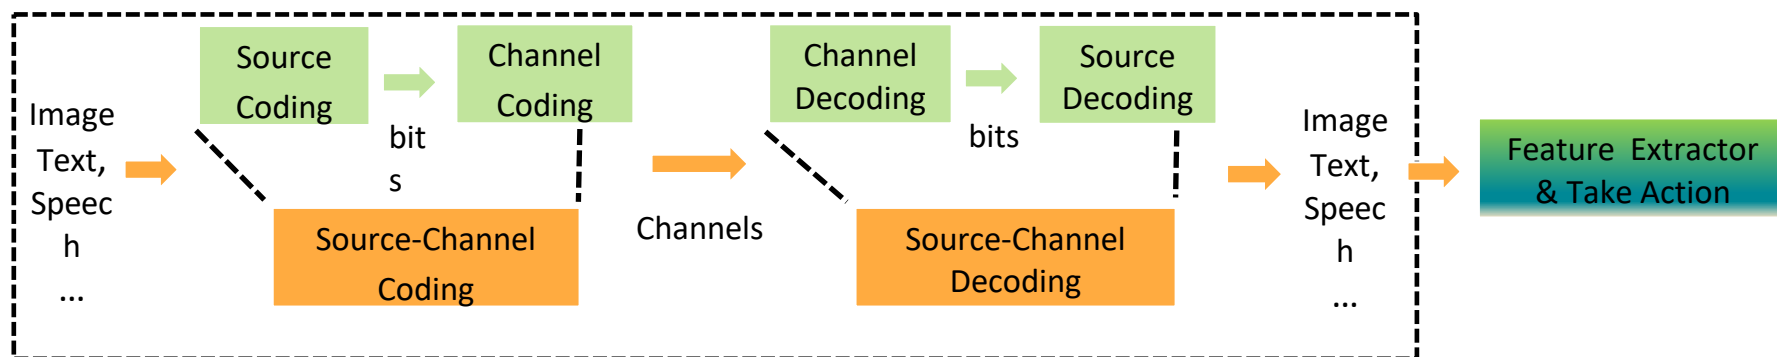 Image
Text,
Speec
h
...
Source
Coding
bit
s
Channel
Coding
Source-Channel
Coding
Channels
Channel
Decoding
bits
Source
Decoding
Source-Channel
Decoding
Image
Text,
Speec
h
...
Feature Extractor
& Take Action